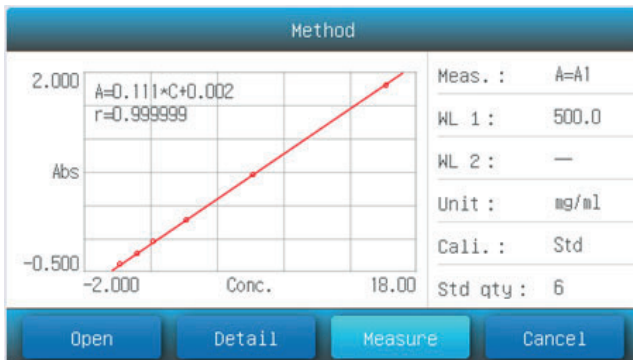 Method
2.000
A=0.111*C+0.002
r=0.999999
Abs
-0.500
-2.000
Conc.
18.00
Meas. : A=A1
WL 1 : 500.0
WL 2 : —
Unit : mg/ml
Cali. : Std
Std qty : 6
Open
Detail
Measure
Cancel